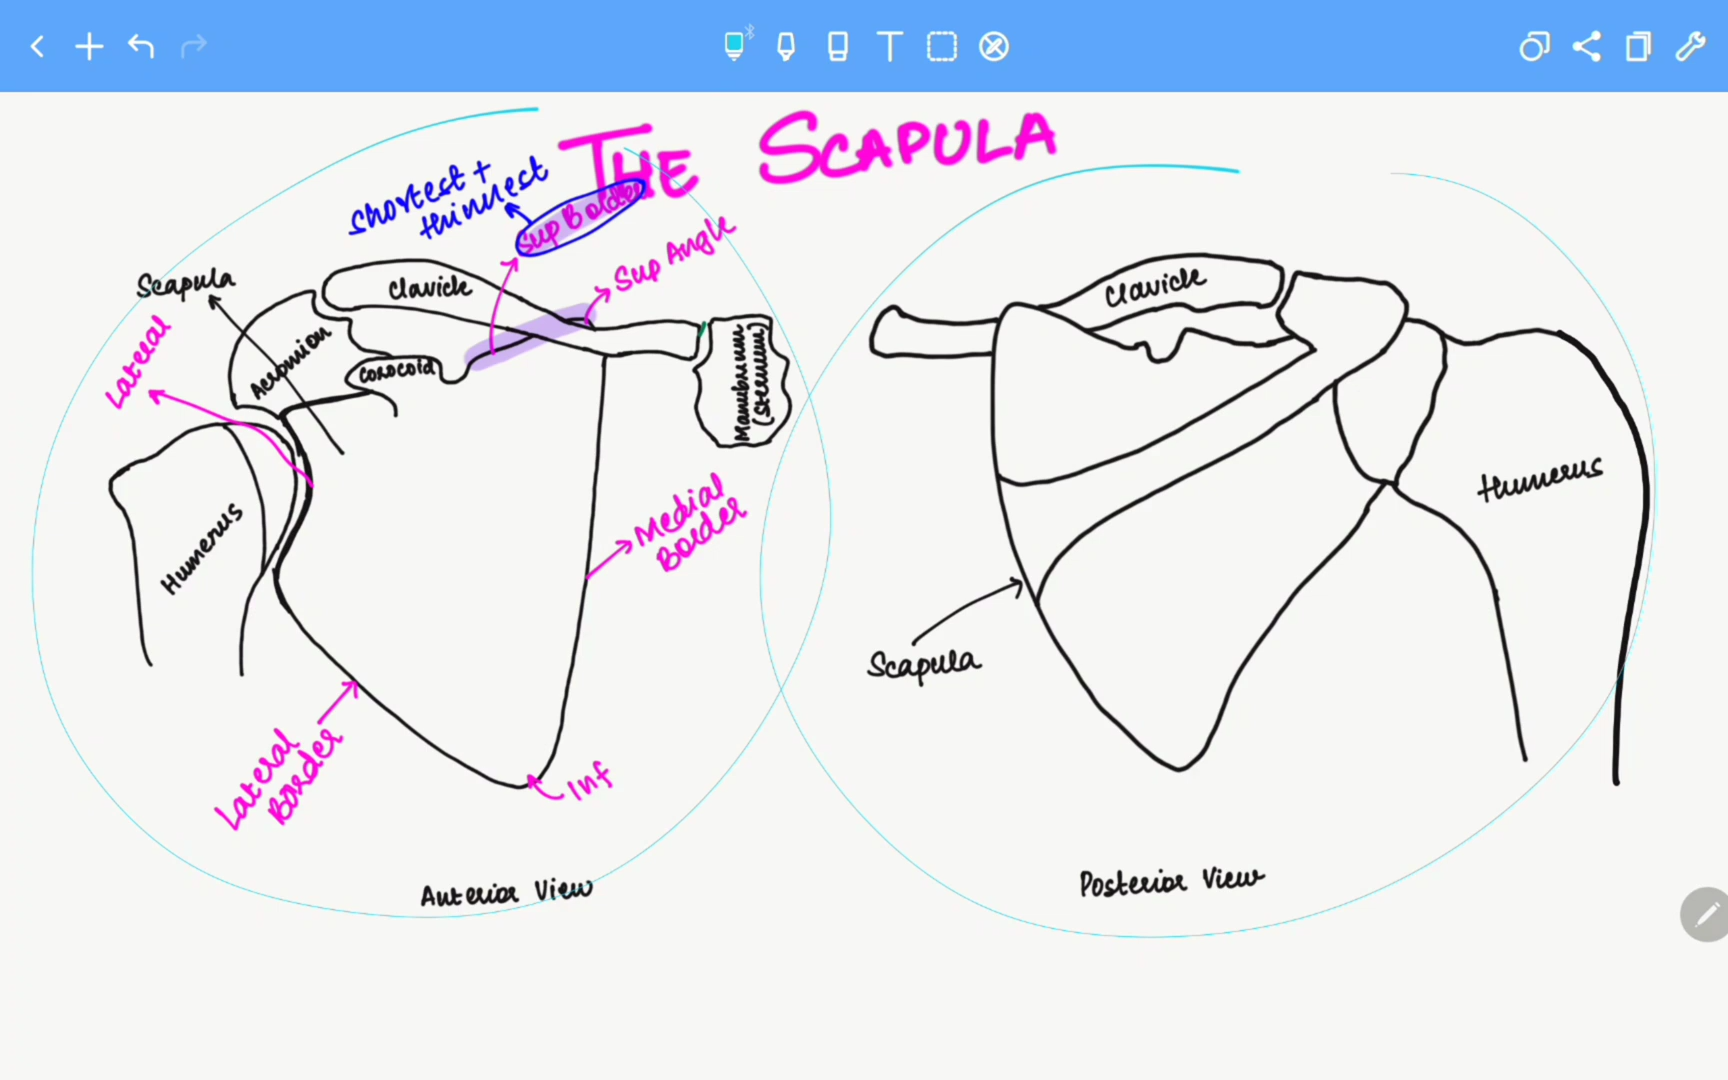 THE SCAPULA
shortest +
thinnest
Sup Border
Sup Angle
Scapula
Clavicle
Lateral
Acromion
Corocoid
Manubrium
(Sternum)
Humerus
Medial
Border
Lateral
Border
Inf
Anterior View
Clavicle
Humerus
Scapula
Posterior View
T